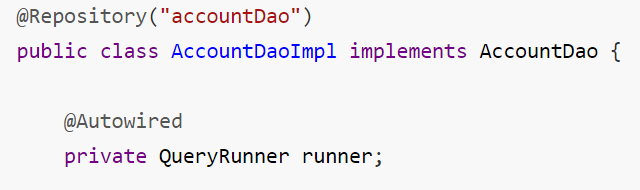 @Repository("accountDao")
public class AccountDaoImpl implements AccountDao {
@Autowired
private QueryRunner runner;